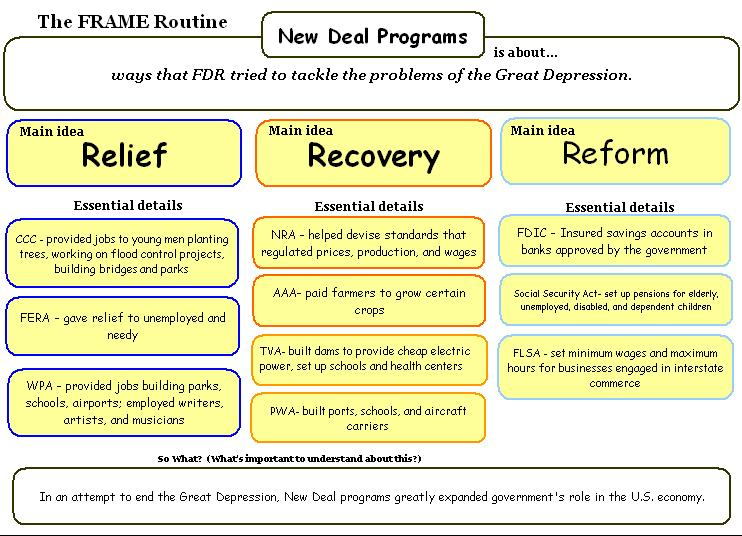 The FRAME Routine
New Deal Programs
is about...
ways that FDR tried to tackle the problems of the Great Depression.
Main idea
Relief
Essential details
CCC - provided jobs to young men planting
trees, working on flood control projects,
building bridges and parks
FERA – gave relief to unemployed and
needy
WPA – provided jobs building parks,
schools, airports; employed writers,
artists, and musicians
Main idea
Recovery
Essential details
NRA – helped devise standards that
regulated prices, production, and wages
AAA- paid farmers to grow certain
crops
TVA- built dams to provide cheap electric
power, set up schools and health centers
PWA- built ports, schools, and aircraft
carriers
Main idea
Reform
Essential details
FDIC – Insured savings accounts in
banks approved by the government
Social Security Act- set up pensions for elderly,
unemployed, disabled, and dependent children
FLSA - set minimum wages and maximum
hours for businesses engaged in interstate
commerce
So What? (What's important to understand about this?)
In an attempt to end the Great Depression, New Deal programs greatly expanded government's role in the U.S. economy.